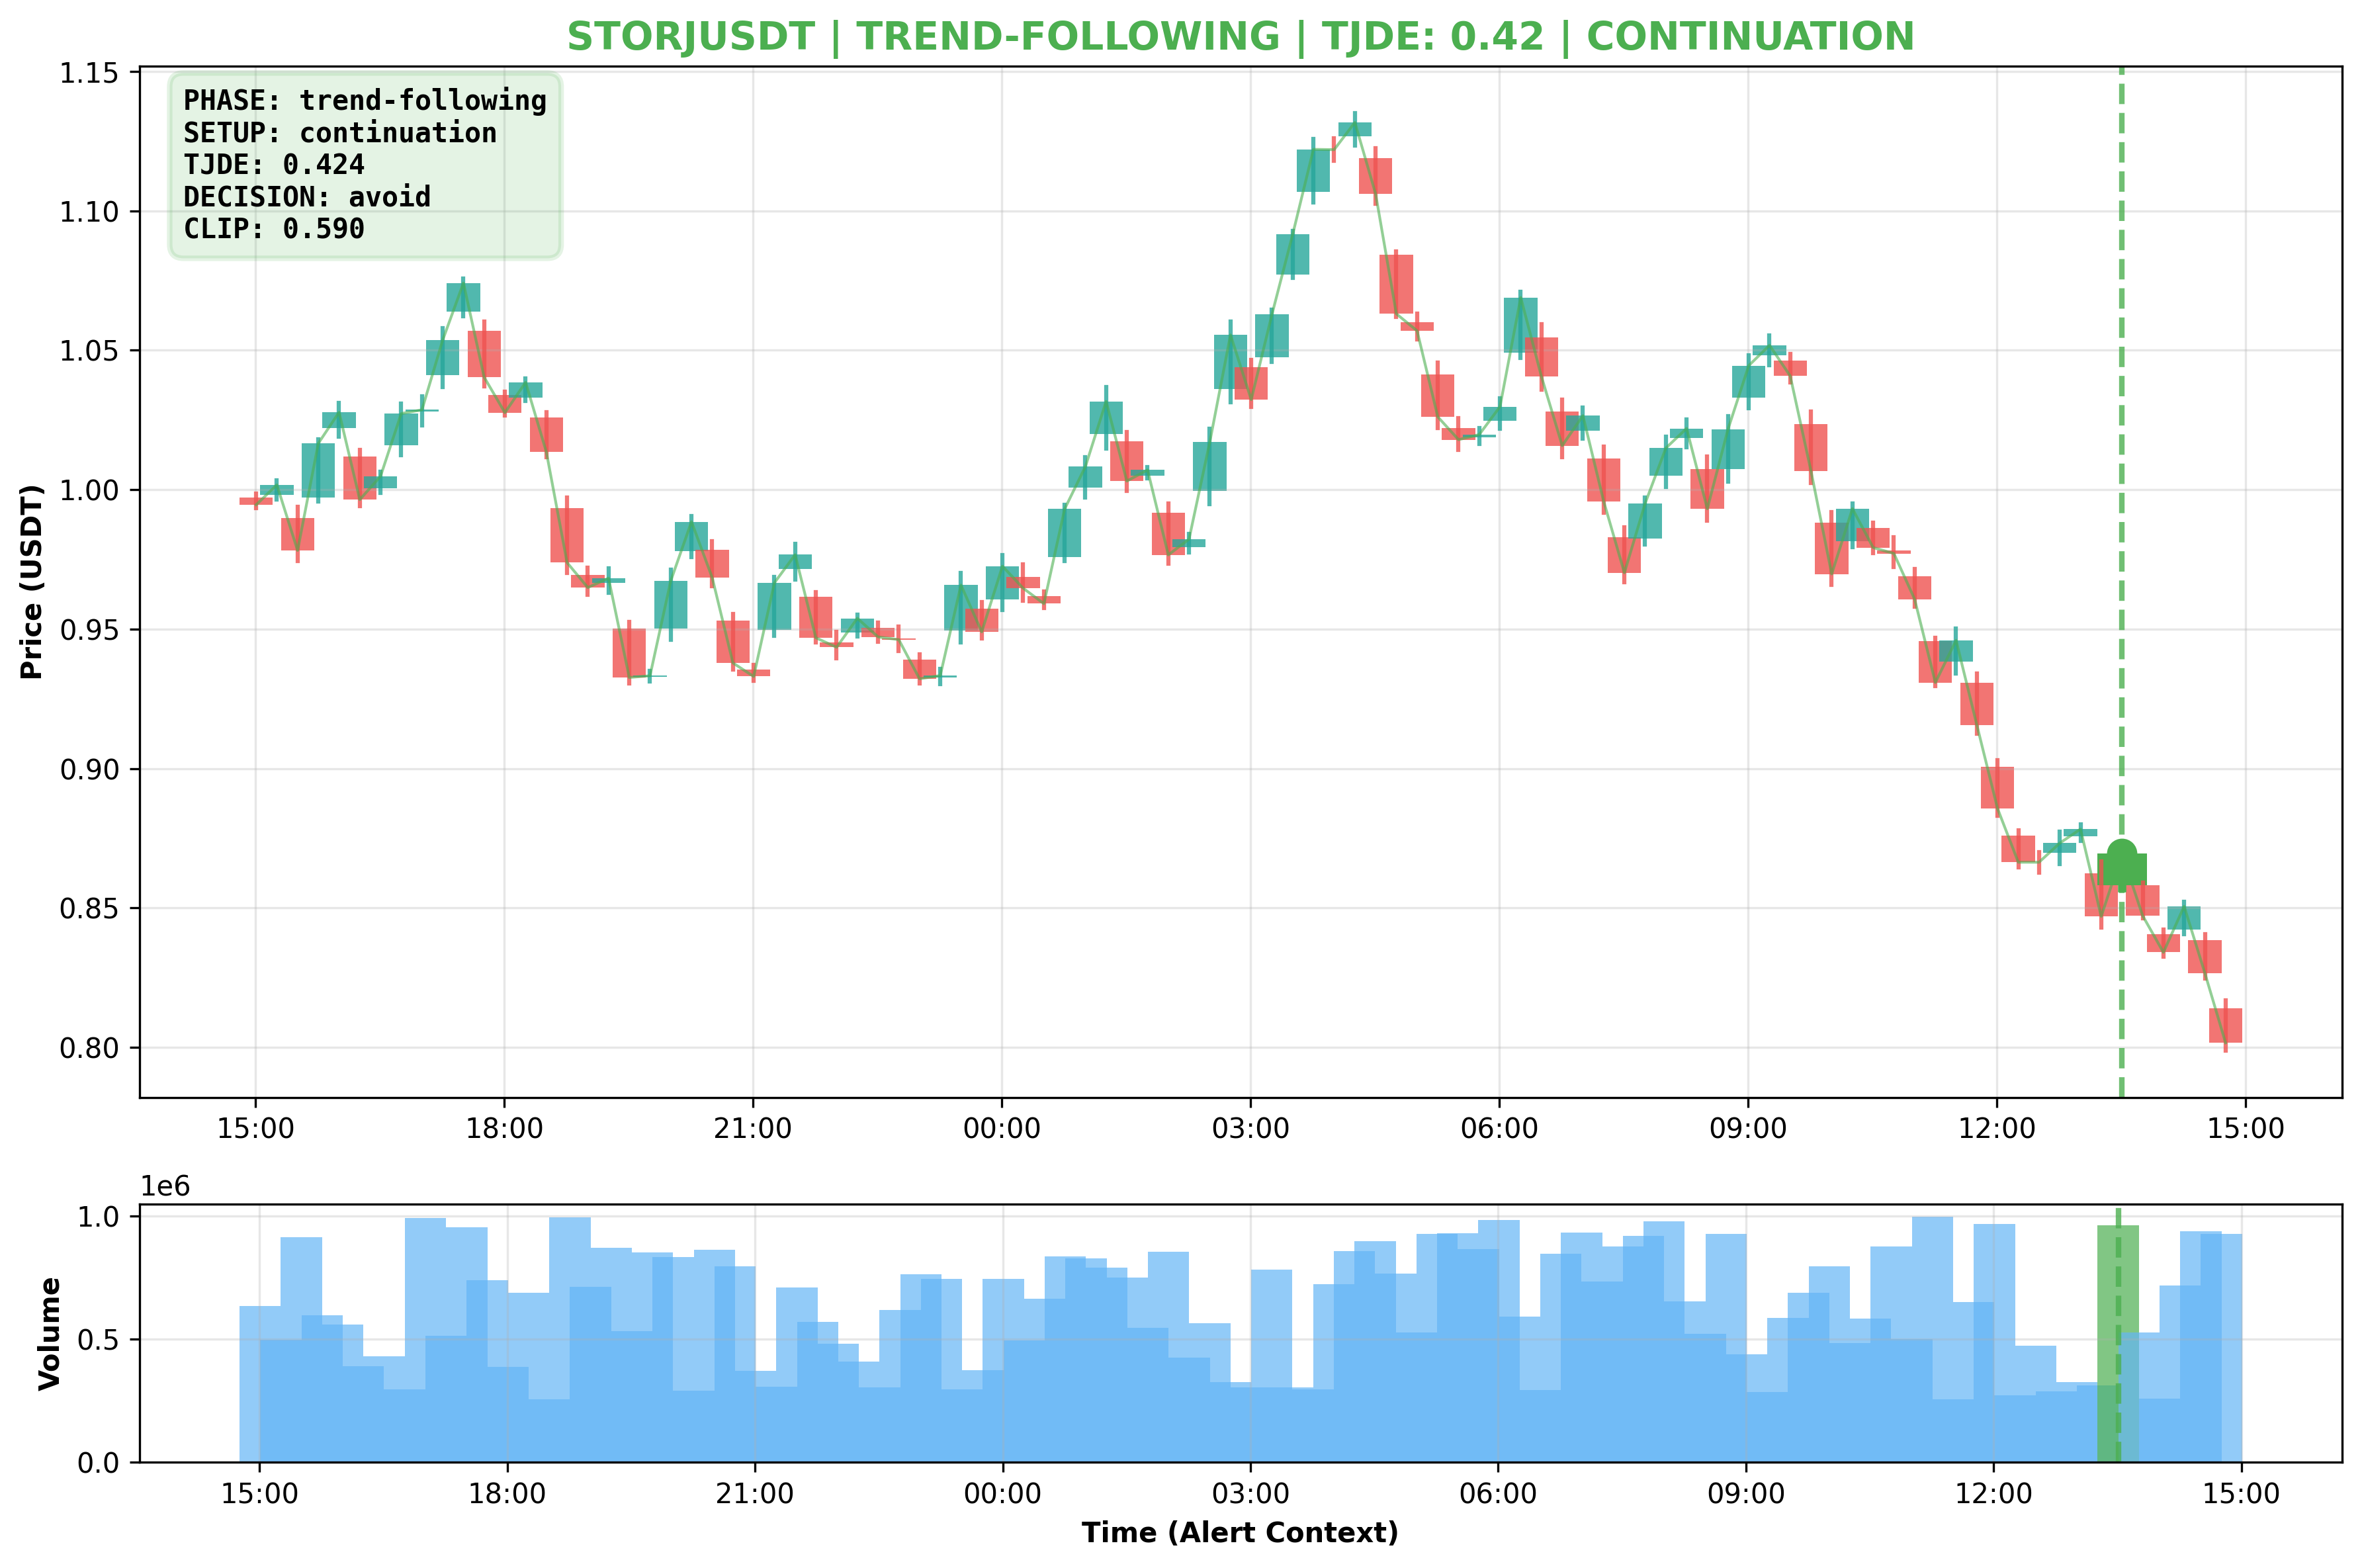 STORJUSDT | TREND-FOLLOWING | TJDE: 0.42 | CONTINUATION
PHASE: trend-following
SETUP: continuation
TJDE: 0.424
DECISION: avoid
CLIP: 0.590
Price (USDT)
1.15
1.10
1.05
1.00
0.95
0.90
0.85
0.80
15:00 18:00 21:00 00:00 03:00 06:00 09:00 12:00 15:00
1e6
Volume
1.0
0.5
0.0
15:00 18:00 21:00 00:00 03:00 06:00 09:00 12:00 15:00
Time (Alert Context)